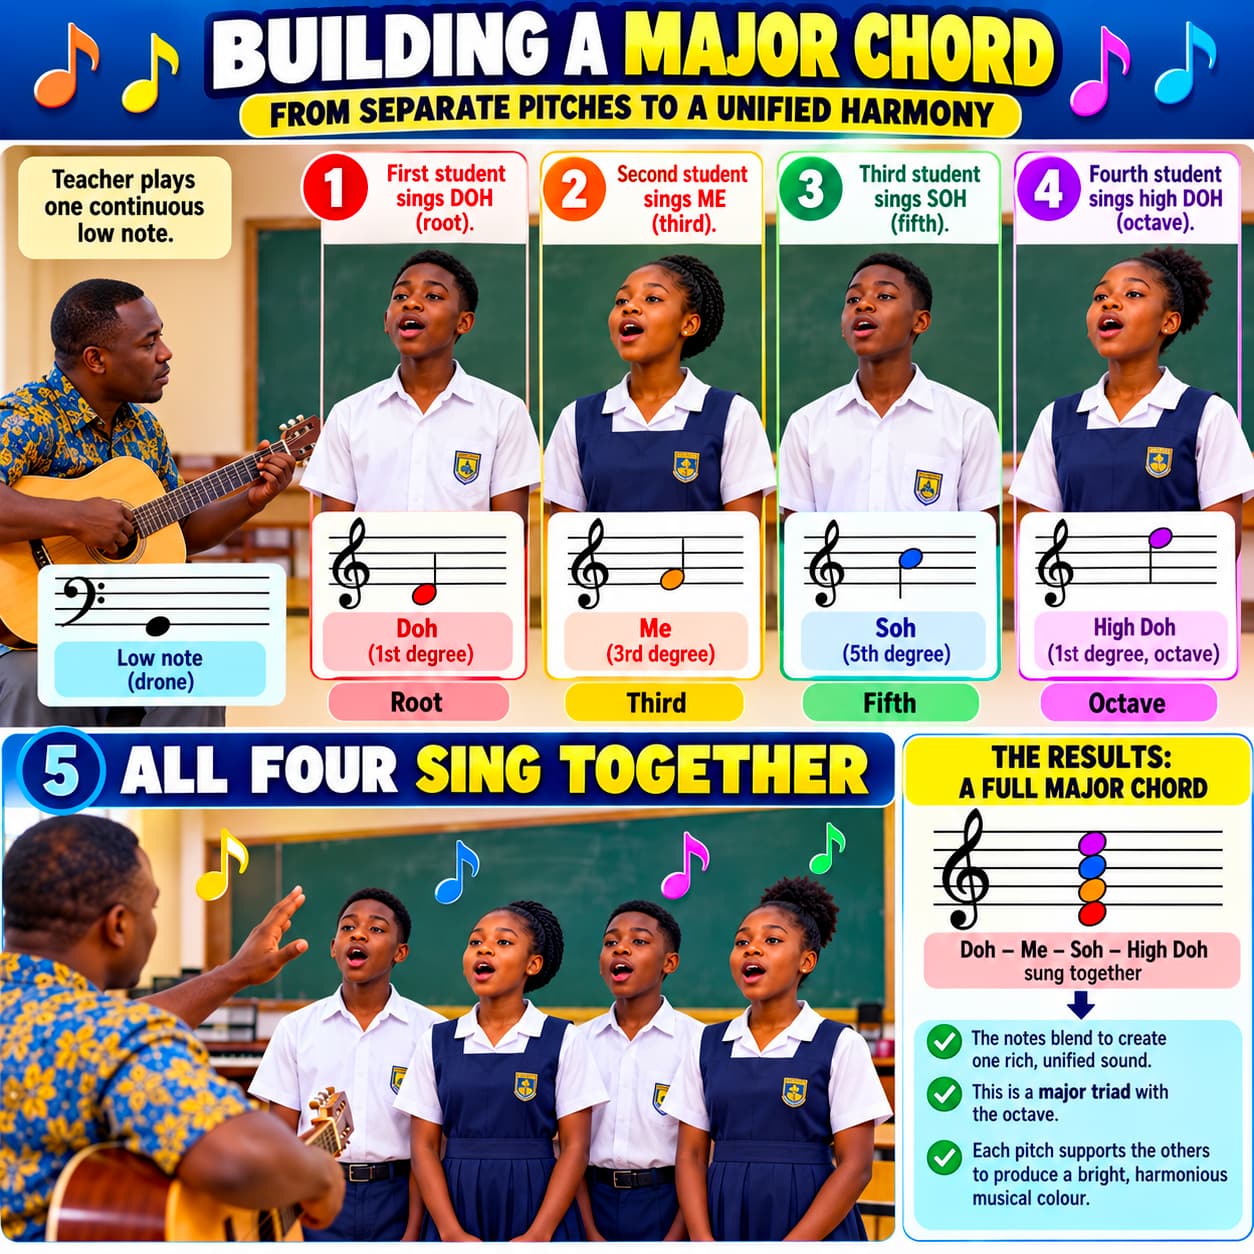 BUILDING A MAJOR CHORD
FROM SEPARATE PITCHES TO A UNIFIED HARMONY
Teacher plays
one continuous
low note.
1
First student
sings DOH
(root).
2
Second student
sings ME
(third).
3
Third student
sings SOH
(fifth).
4
Fourth student
sings high DOH
(octave).
Low note
(drone)
Doh
(1st degree)
Root
Me
(3rd degree)
Third
Soh
(5th degree)
Fifth
High Doh
(1st degree, octave)
Octave
5 ALL FOUR SING TOGETHER
THE RESULTS:
A FULL MAJOR CHORD
Doh – Me – Soh – High Doh
sung together
The notes blend to create
one rich, unified sound.
This is a major triad with
the octave.
Each pitch supports the others
to produce a bright, harmonious
musical colour.